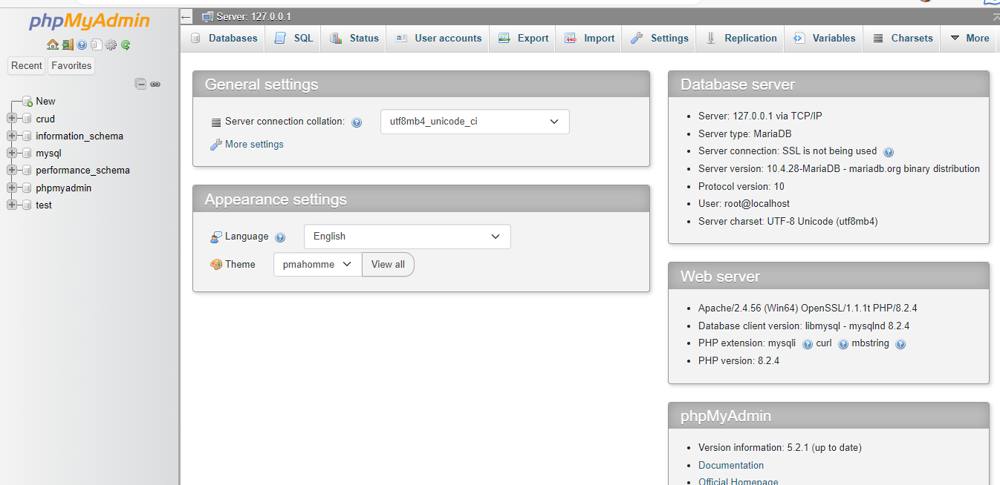 phpMyAdmin
Recent Favorites
New
crud
information_schema
mysql
performance_schema
phpmyadmin
test
Server: 127.0.0.1
Databases SQL Status User accounts Export Import Settings Replication Variables Charsets More
General settings
Server connection collation: utf8mb4_unicode_ci
More settings
Appearance settings
Language English
Theme pmahomme View all
Database server
Server: 127.0.0.1 via TCP/IP
Server type: MariaDB
Server connection: SSL is not being used
Server version: 10.4.28-MariaDB - mariadb.org binary distribution
Protocol version: 10
User: root@localhost
Server charset: UTF-8 Unicode (utf8mb4)
Web server
Apache/2.4.56 (Win64) OpenSSL/1.1.1t PHP/8.2.4
Database client version: libmysql - mysqlnd 8.2.4
PHP extension: mysqli curl mbstring
PHP version: 8.2.4
phpMyAdmin
Version information: 5.2.1 (up to date)
Documentation
Official Homepage